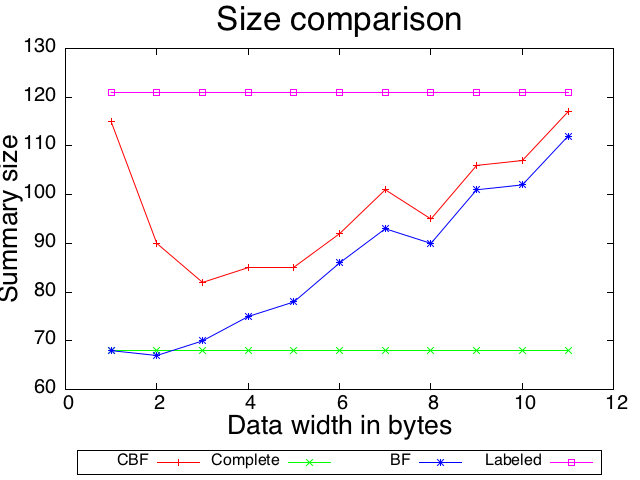 Size comparison
130
120
110
100
90
80
70
60
Summary size
0 2 4 6 8 10 12
Data width in bytes
CBF Complete BF Labeled